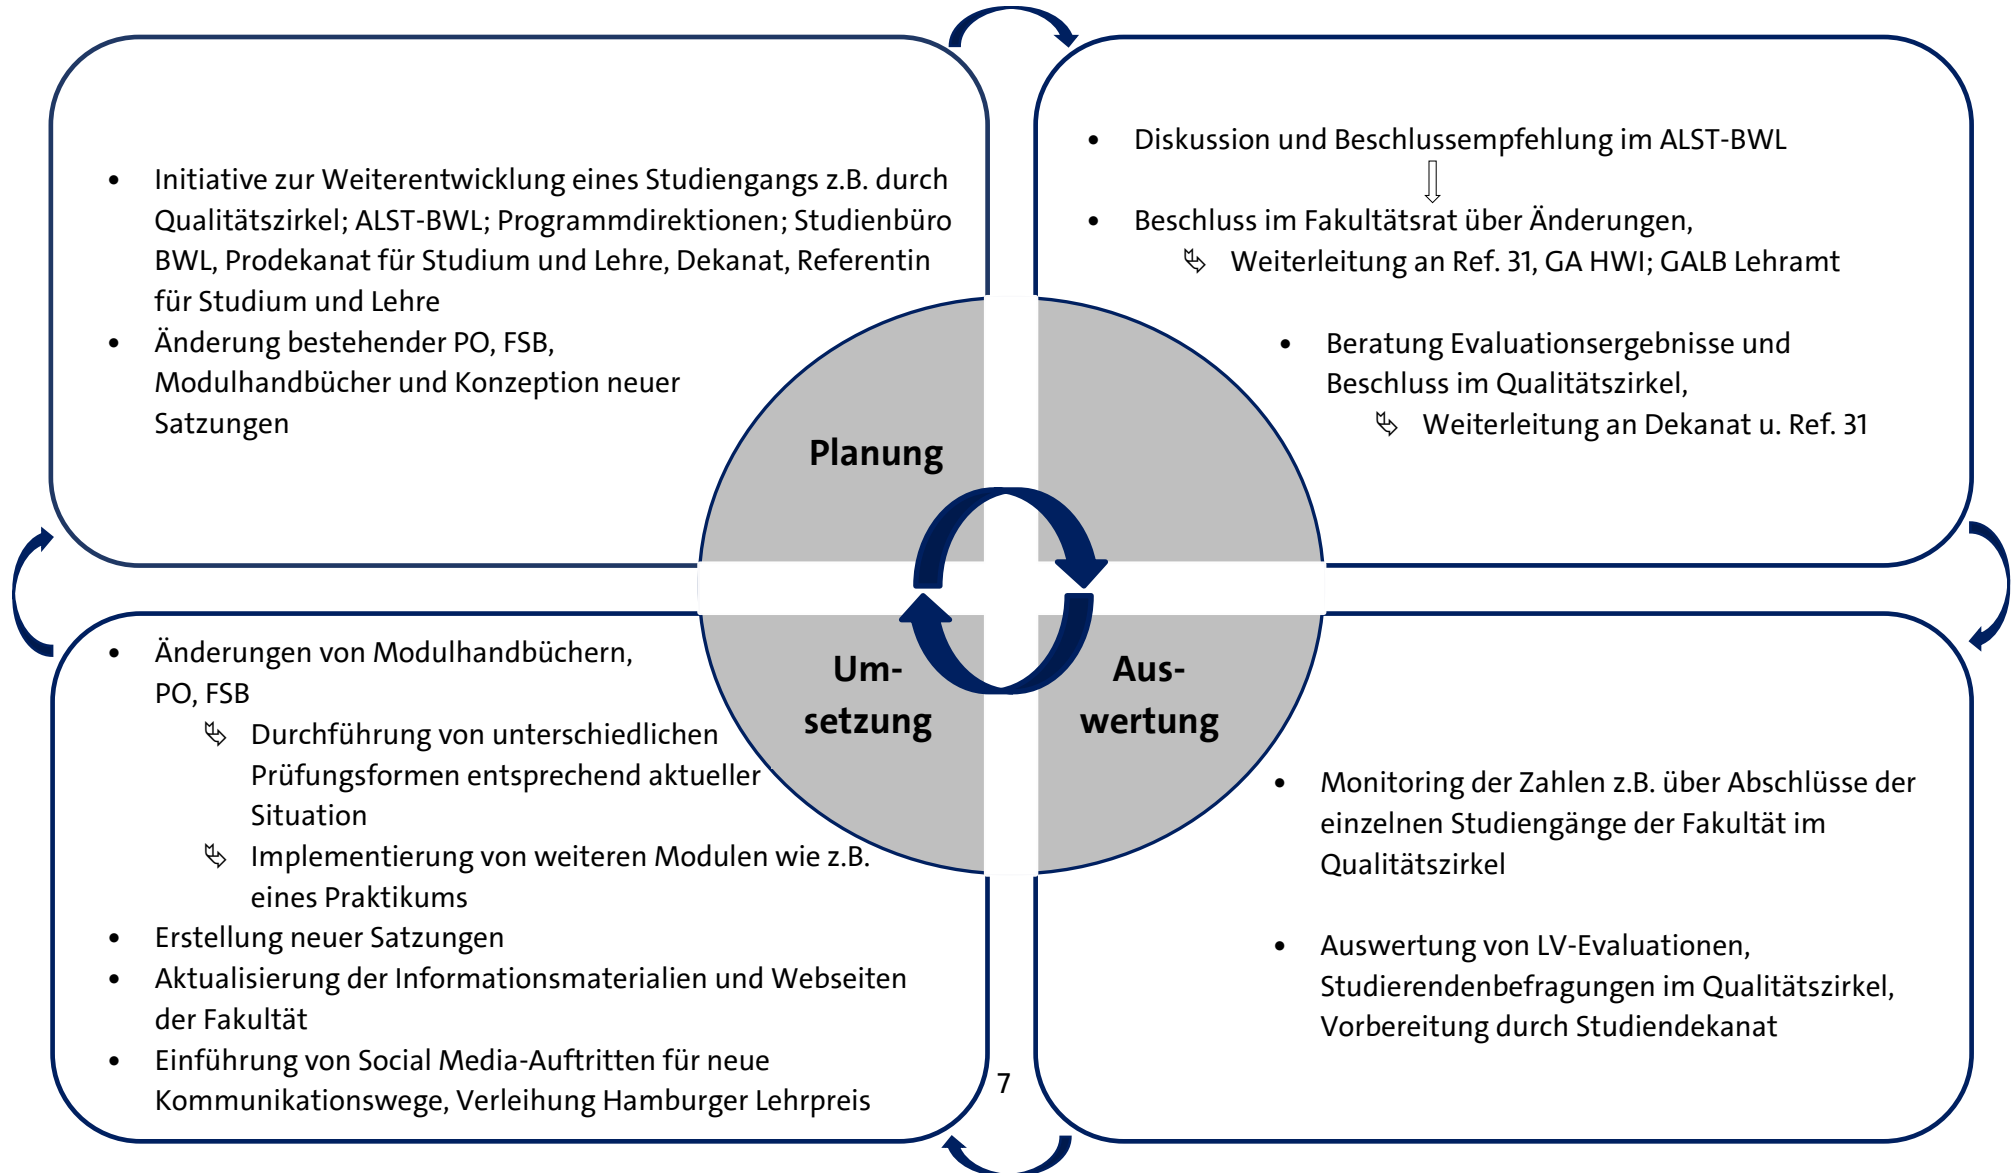 • Initiative zur Weiterentwicklung eines Studiengangs z.B. durch
Qualitätszirkel; ALST-BWL; Programmdirektionen; Studienbüro
BWL, Prodekanat für Studium und Lehre, Dekanat, Referentin
für Studium und Lehre
• Änderung bestehender PO, FSB,
Modulhandbücher und Konzeption neuer
Satzungen
• Diskussion und Beschlussempfehlung im ALST-BWL
• Beschluss im Fakultätsrat über Änderungen,
Weiterleitung an Ref. 31, GA HWI; GALB Lehramt
• Beratung Evaluationsergebnisse und
Beschluss im Qualitätszirkel,
Weiterleitung an Dekanat u. Ref. 31
Planung
Um-
setzung
Aus-
wertung
• Änderungen von Modulhandbüchern,
PO, FSB
Durchführung von unterschiedlichen
Prüfungsformen entsprechend aktueller
Situation
Implementierung von weiteren Modulen wie z.B.
eines Praktikums
• Erstellung neuer Satzungen
• Aktualisierung der Informationsmaterialien und Webseiten
der Fakultät
• Einführung von Social Media-Auftritten für neue
Kommunikationswege, Verleihung Hamburger Lehrpreis
• Monitoring der Zahlen z.B. über Abschlüsse der
einzelnen Studiengänge der Fakultät im
Qualitätszirkel
• Auswertung von LV-Evaluationen,
Studierendenbefragungen im Qualitätszirkel,
Vorbereitung durch Studiendekanat
7